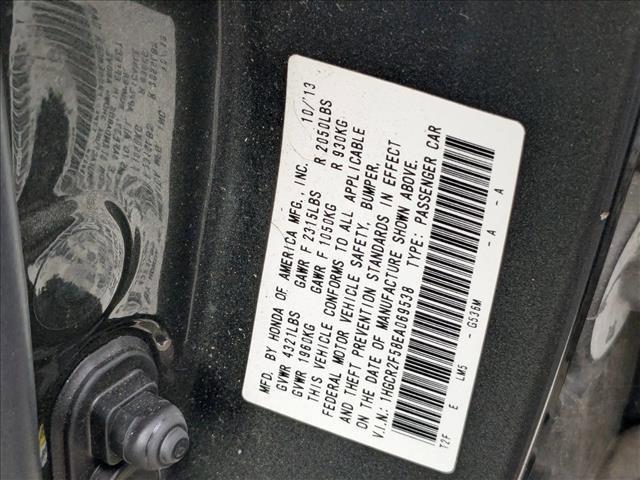 MFD. BY HONDA OF AMERICA MFG., INC. 10/13
GVWR 4321LBS GAWR F 2315LBS R 2050LBS
GVWR 1960KG GAWR F 1050KG R 930KG
THIS VEHICLE CONFORMS TO ALL APPLICABLE
FEDERAL MOTOR VEHICLE SAFETY, BUMPER,
AND THEFT PREVENTION STANDARDS IN EFFECT
ON THE DATE OF MANUFACTURE SHOWN ABOVE.
V.I.N.: 1HGCR2F58EA089538 TYPE: PASSENGER CAR
T2F E LM5 - G536M - A - A